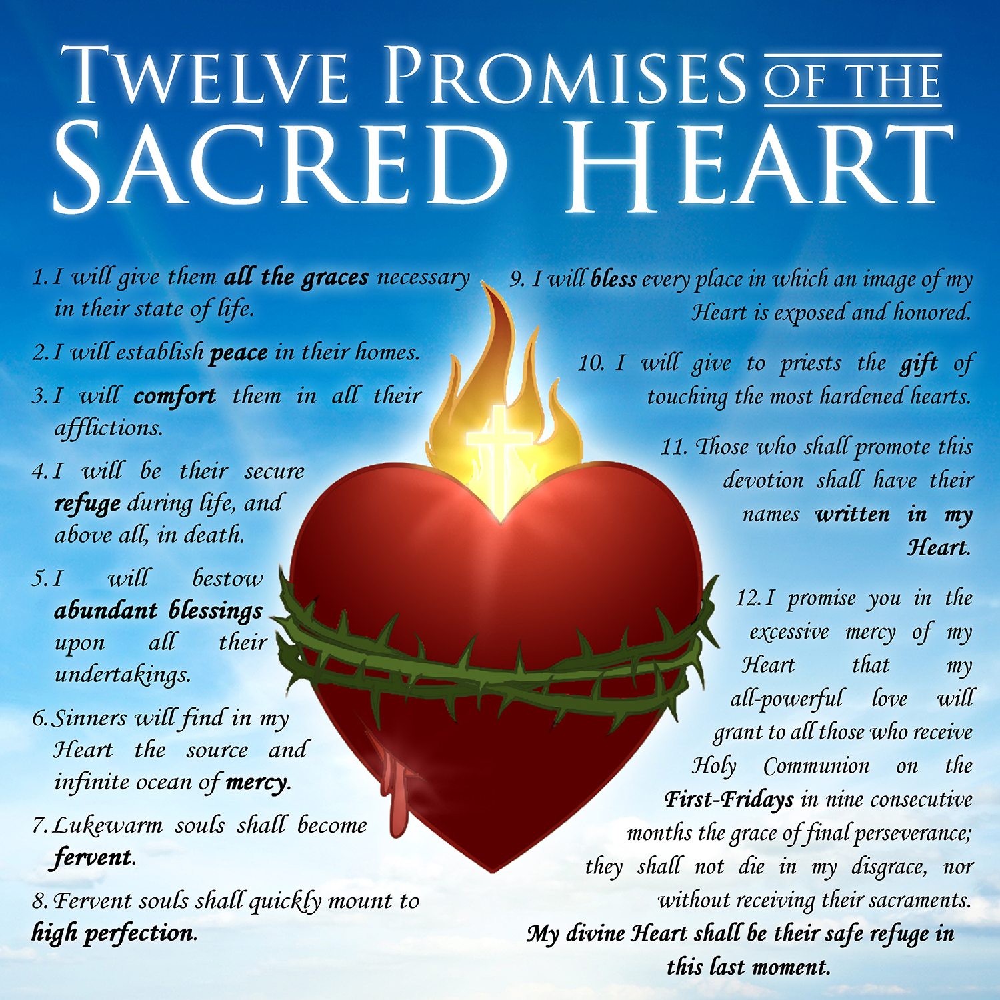 TWELVE PROMISES OF THE
SACRED HEART
1. I will give them all the graces necessary
in their state of life.
2. I will establish peace in their homes.
3. I will comfort them in all their
afflictions.
4. I will be their secure
refuge during life, and
above all, in death.
5. I will bestow
abundant blessings
upon all their
undertakings.
6. Sinners will find in my
Heart the source and
infinite ocean of mercy.
7. Lukewarm souls shall become
fervent.
8. Fervent souls shall quickly mount to
high perfection.
9. I will bless every place in which an image of my
Heart is exposed and honored.
10. I will give to priests the gift of
touching the most hardened hearts.
11. Those who shall promote this
devotion shall have their
names written in my
Heart.
12. I promise you in the
excessive mercy of my
Heart that my
all-powerful love will
grant to all those who receive
Holy Communion on the
First-Fridays in nine consecutive
months the grace of final perseverance;
they shall not die in my disgrace, nor
without receiving their sacraments.
My divine Heart shall be their safe refuge in
this last moment.